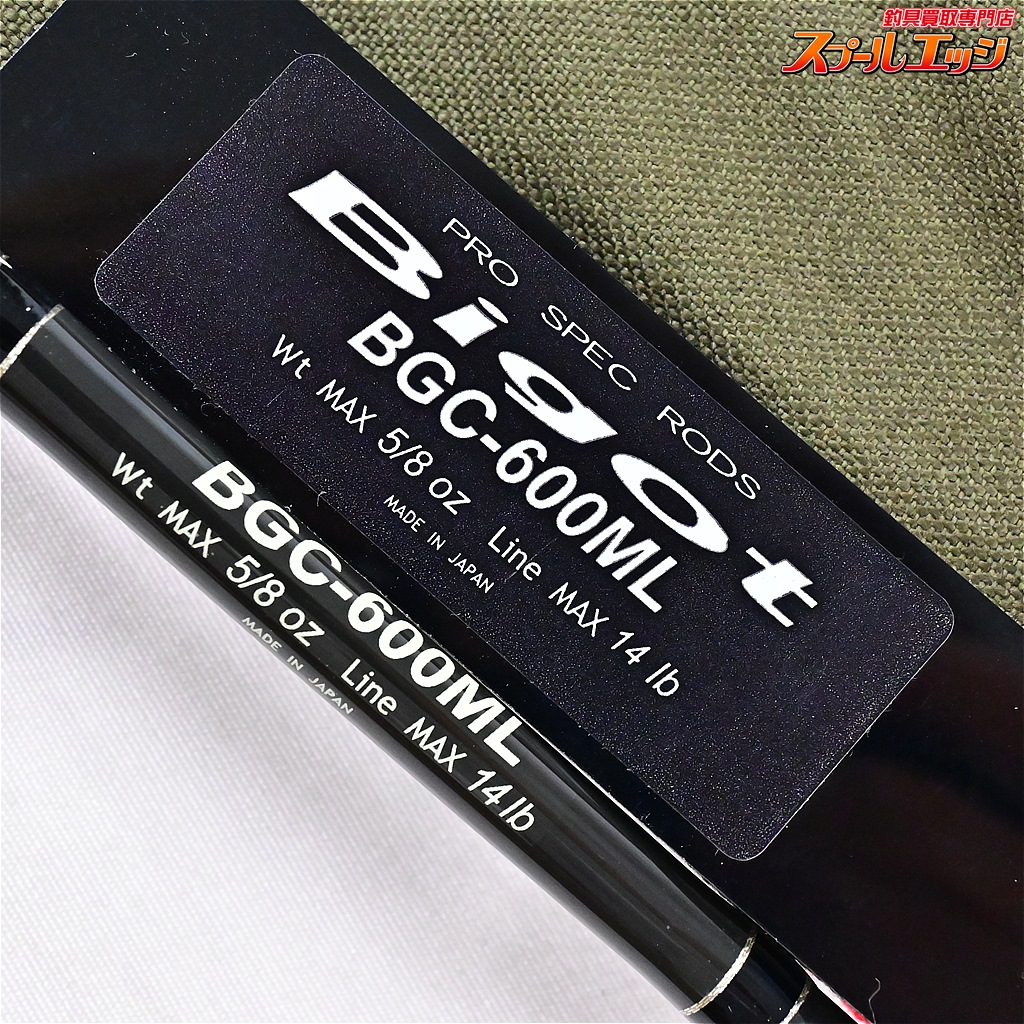 釣具買取専門店
スプールエッジ
PRO SPEC RODS
Bigot
BGC-600ML
Wt MAX 5/8 oz Line MAX 14 lb
MADE IN JAPAN
BGC-600ML
Wt MAX 5/8 oz Line MAX 14 lb
MADE IN JAPAN